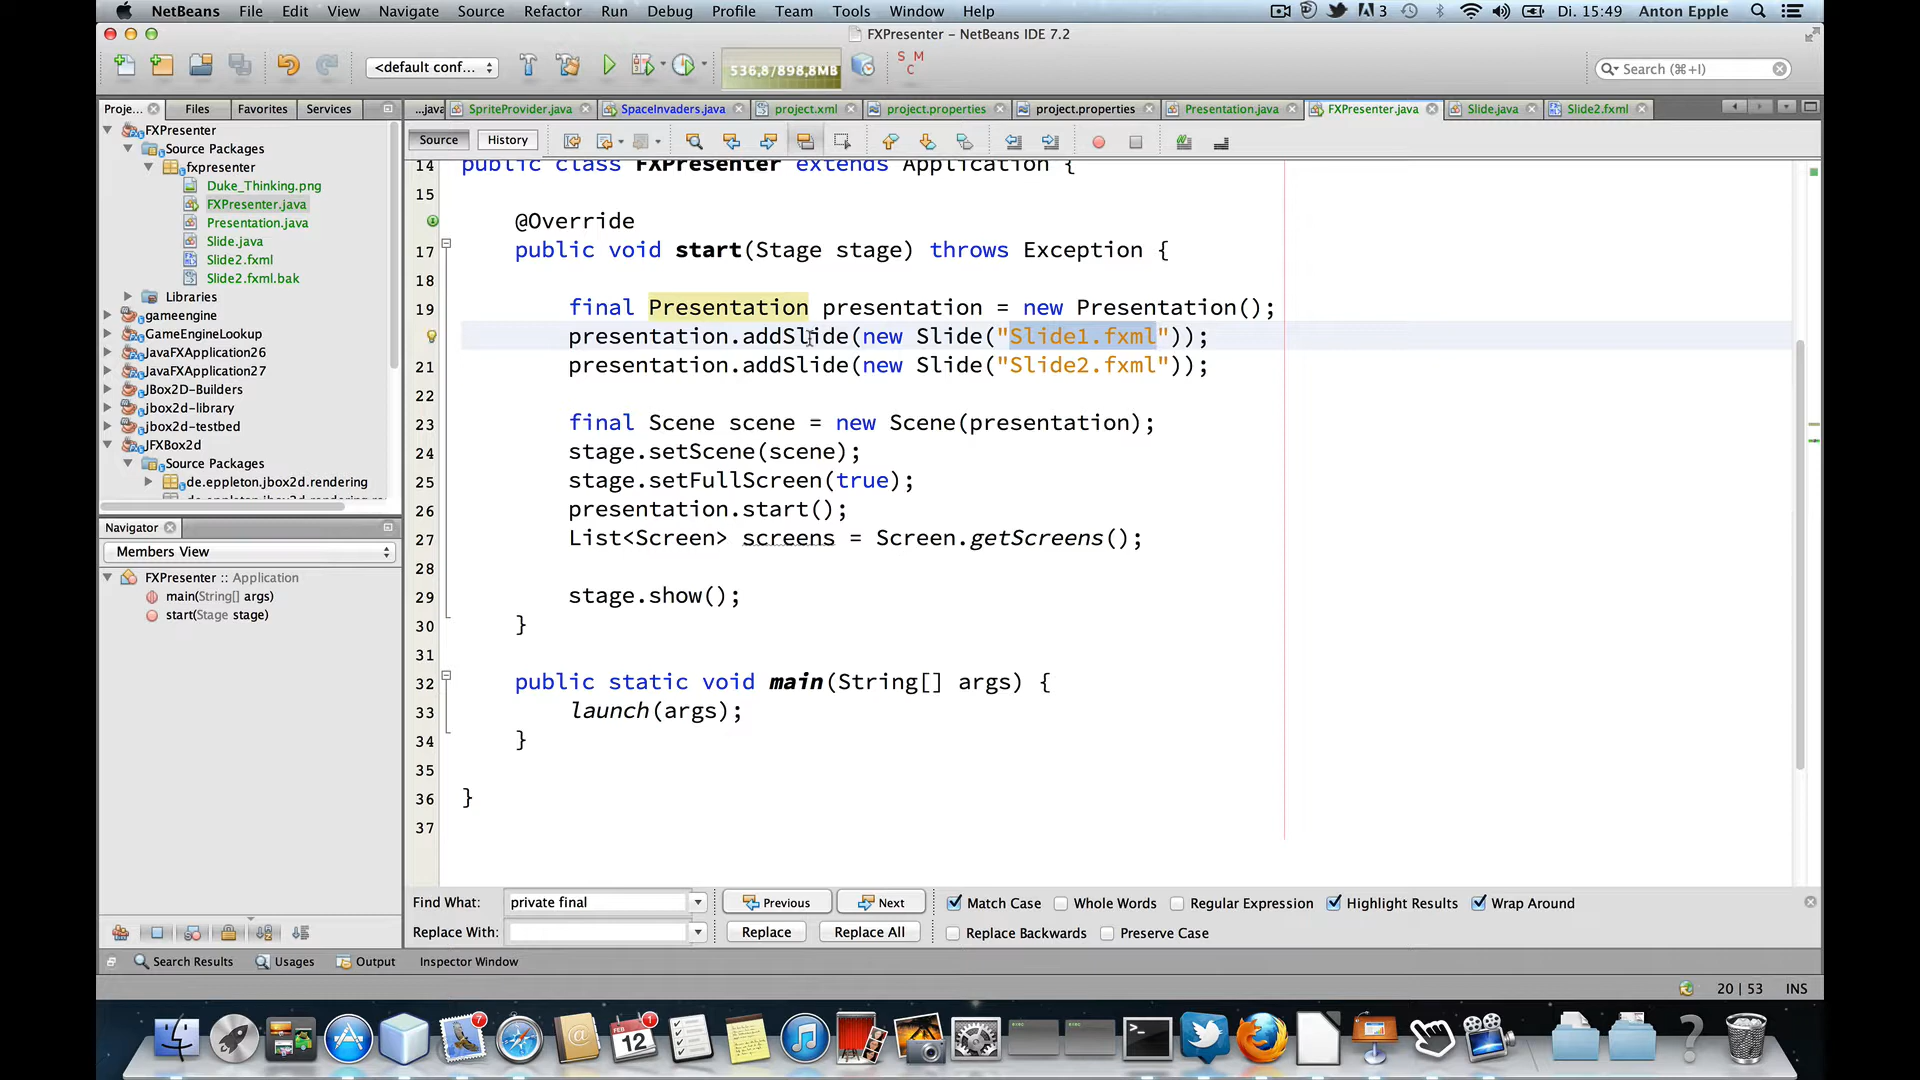 NetBeans File Edit View Navigate Source Refactor Run Debug Profile Team Tools Window Help 3 Di. 15:49 Anton Epple
FXPresenter - NetBeans IDE 7.2
<default conf... 536,8/898,8MB S M C Search (⌘+I)
Proje... Files Favorites Services
...java SpriteProvider.java SpaceInvaders.java project.xml project.properties project.properties Presentation.java FXPresenter.java Slide.java Slide2.fxml
Source History
FXPresenter
Source Packages
fxpresenter
Duke_Thinking.png
FXPresenter.java
Presentation.java
Slide.java
Slide2.fxml
Slide2.fxml.bak
Libraries
gameengine
GameEngineLookup
JavaFXApplication26
JavaFXApplication27
JBox2D-Builders
jbox2d-library
jbox2d-testbed
JFXBox2d
Source Packages
de.eppleton.jbox2d.rendering
Navigator
Members View
FXPresenter :: Application
main(String[] args)
start(Stage stage)
14 public class FXPresenter extends Application {
15
@Override
17 public void start(Stage stage) throws Exception {
18
19 final Presentation presentation = new Presentation();
presentation.addSlide(new Slide("Slide1.fxml"));
21 presentation.addSlide(new Slide("Slide2.fxml"));
22
23 final Scene scene = new Scene(presentation);
24 stage.setScene(scene);
25 stage.setFullScreen(true);
26 presentation.start();
27 List<Screen> screens = Screen.getScreens();
28
29 stage.show();
30 }
31
32 public static void main(String[] args) {
33 launch(args);
34 }
35
36 }
37
Find What: private final Previous Next Match Case Whole Words Regular Expression Highlight Results Wrap Around
Replace With: Replace Replace All Replace Backwards Preserve Case
Search Results Usages Output Inspector Window
20 | 53 INS
7
FEB 1
12